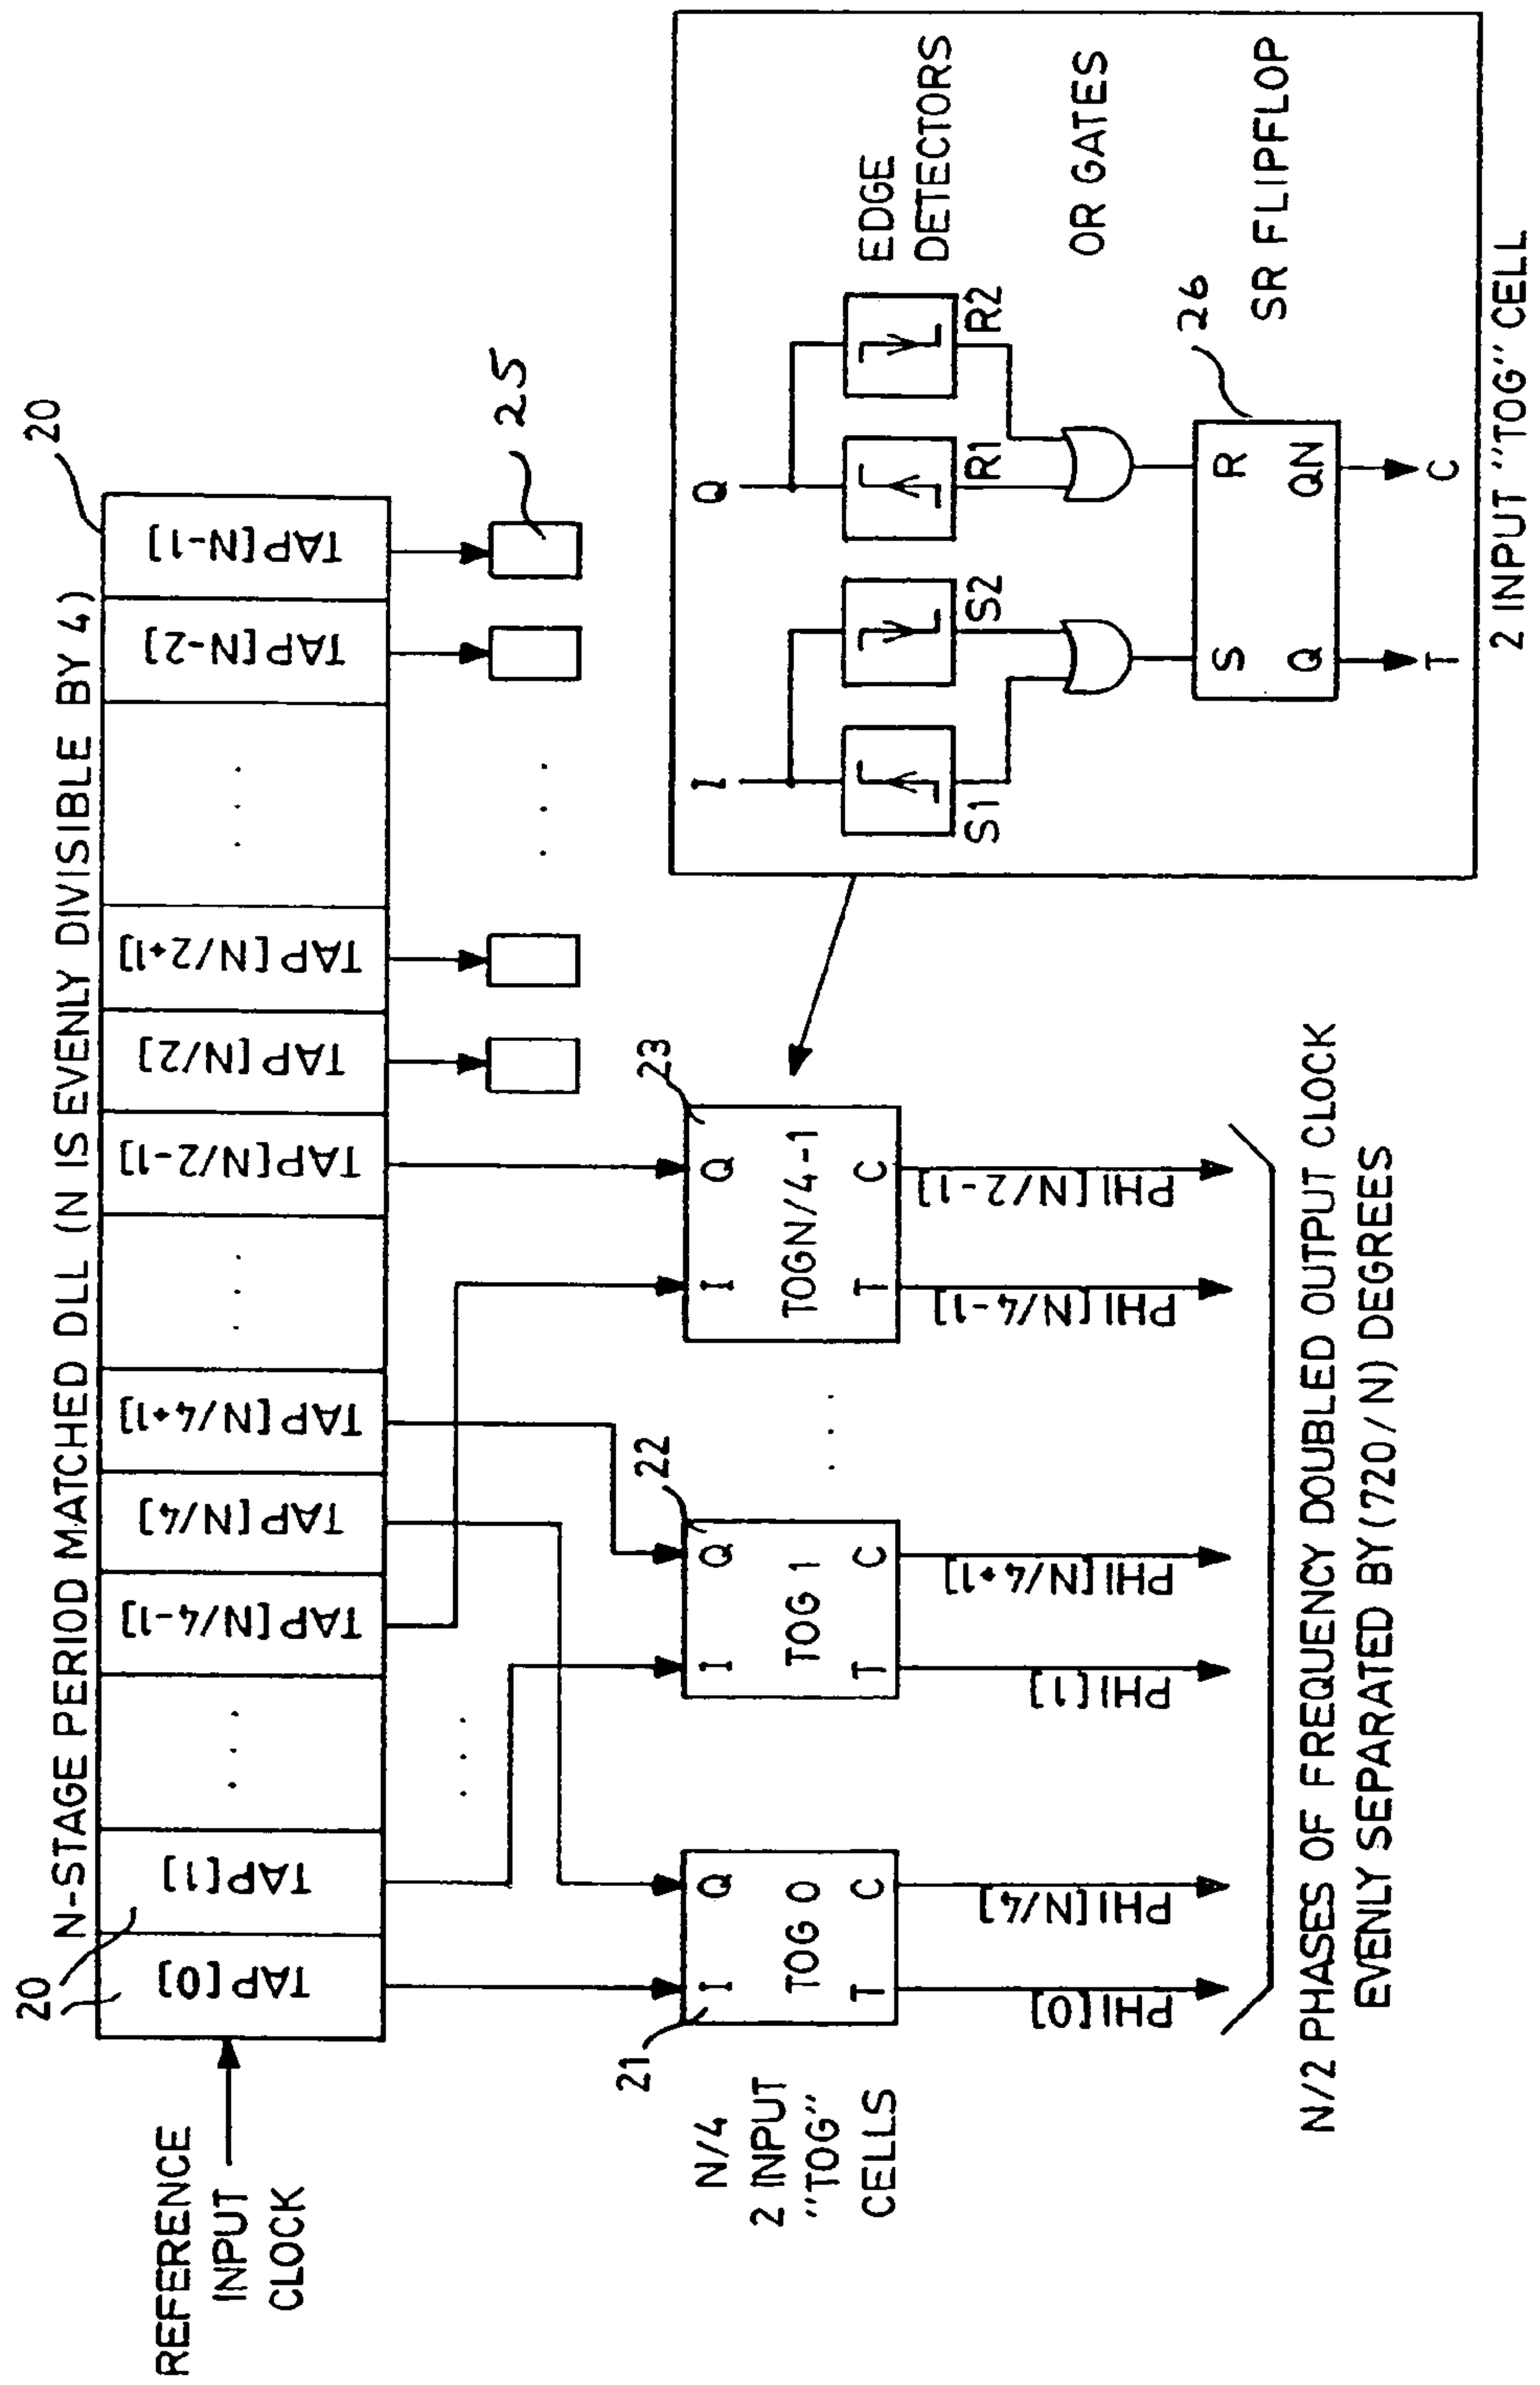 N-STAGE PERIOD MATCHED DLL (N IS EVENLY DIVISIBLE BY 4)
20
20
REFERENCE
INPUT
CLOCK
TAP[0]
TAP[1]
. . .
TAP[N/4-1]
TAP[N/4]
TAP[N/4+1]
. . .
TAP[N/2-1]
TAP[N/2]
TAP[N/2+1]
. . .
TAP[N-2]
TAP[N-1]
. . .
. . .
25
N/4
2 INPUT
"TOG"
CELLS
21
I
Q
TOG 0
T
C
22
I
Q
TOG 1
T
C
. . .
23
I
Q
TOGN/4-1
T
C
PHI[0]
PHI[N/4]
PHI[1]
PHI[N/4+1]
PHI[N/4-1]
PHI[N/2-1]
N/2 PHASES OF FREQUENCY DOUBLED OUTPUT CLOCK
EVENLY SEPARATED BY (720/N) DEGREES
I
Q
EDGE
DETECTORS
S1
S2
R1
R2
OR GATES
26
S
R
Q
QN
SR FLIPFLOP
T
C
2 INPUT "TOG" CELL